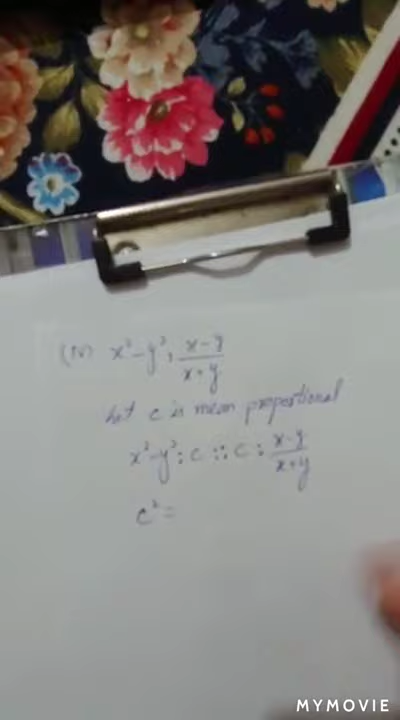 (iv) x²-y², x-y/x+y
Let c is mean proportional
x²-y² : c :: c : x-y/x+y
c² =
MYMOVIE